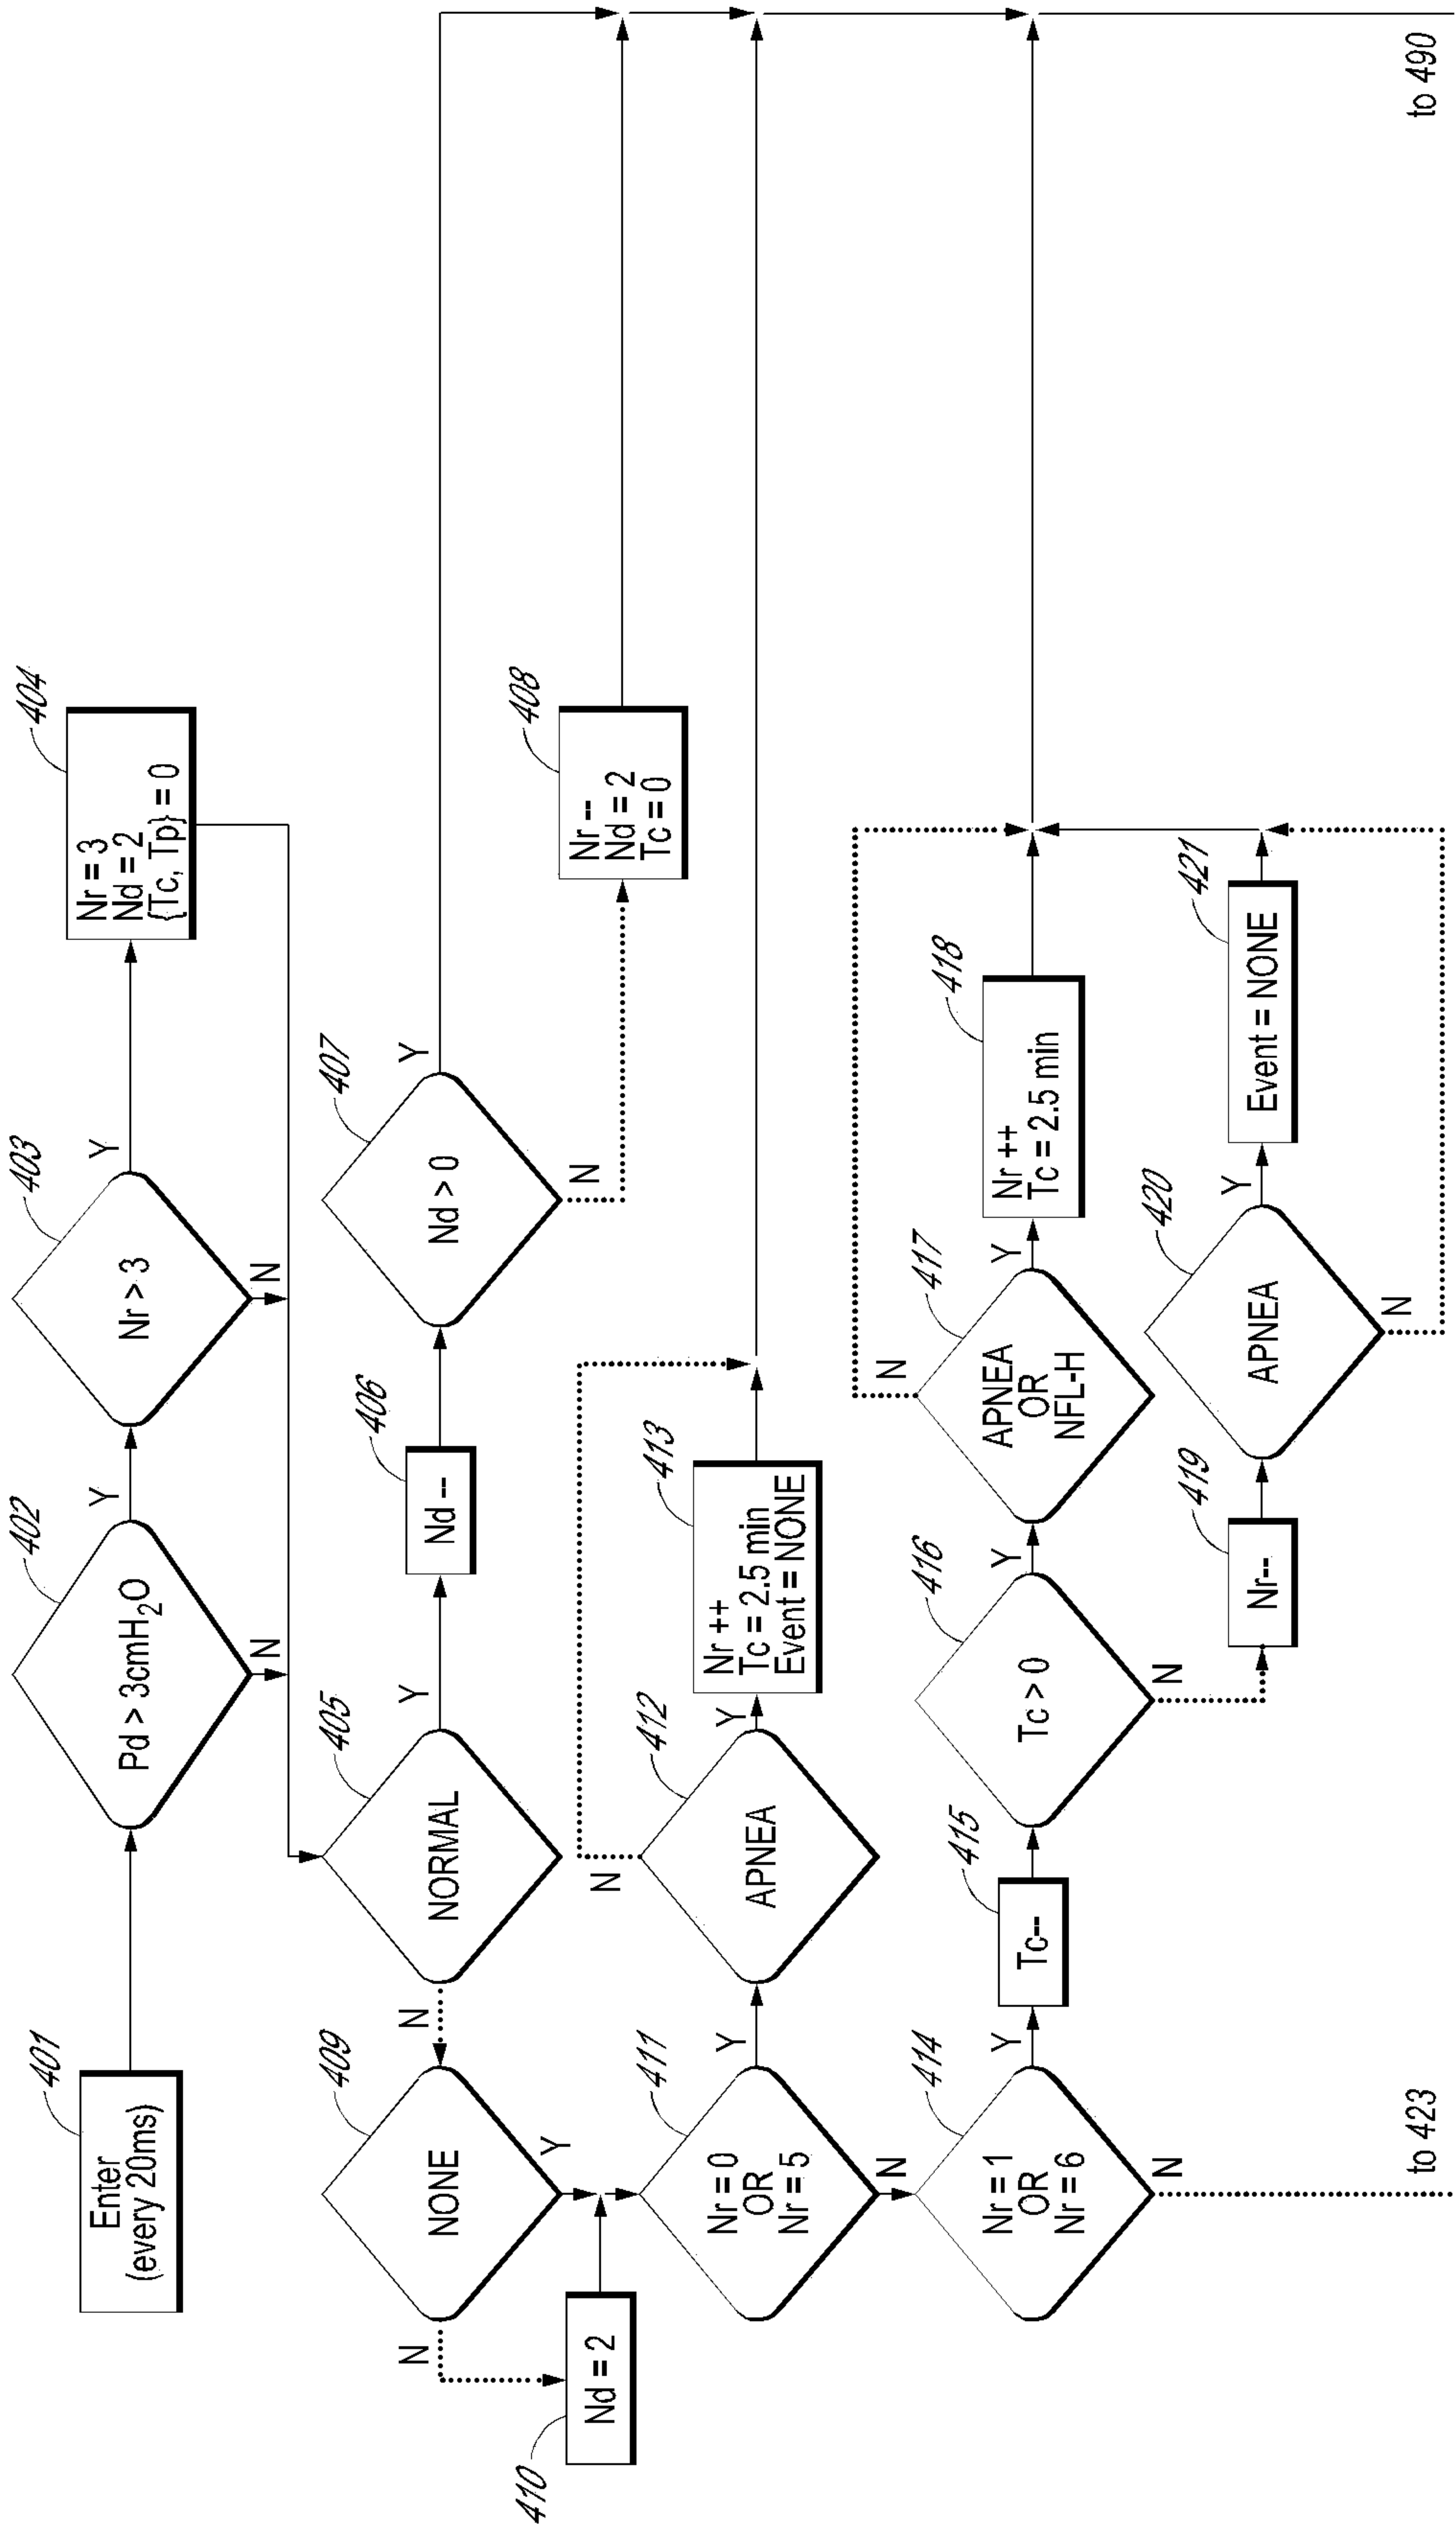 401
Enter
(every 20ms)
402
Pd > 3cmH₂O
Y
N
403
Nr > 3
Y
N
404
Nr = 3
Nd = 2
{Tc, Tp} = 0
405
NORMAL
Y
N
406
Nd --
407
Nd > 0
Y
N
408
Nr --
Nd = 2
Tc = 0
409
NONE
Y
N
410
Nd = 2
411
Nr = 0
OR
Nr = 5
Y
N
412
APNEA
Y
N
413
Nr ++
Tc = 2.5 min
Event = NONE
414
Nr = 1
OR
Nr = 6
Y
N
415
Tc--
416
Tc > 0
Y
N
417
APNEA
OR
NFL-H
Y
N
418
Nr ++
Tc = 2.5 min
419
Nr--
420
APNEA
Y
N
421
Event = NONE
to 423
to 490